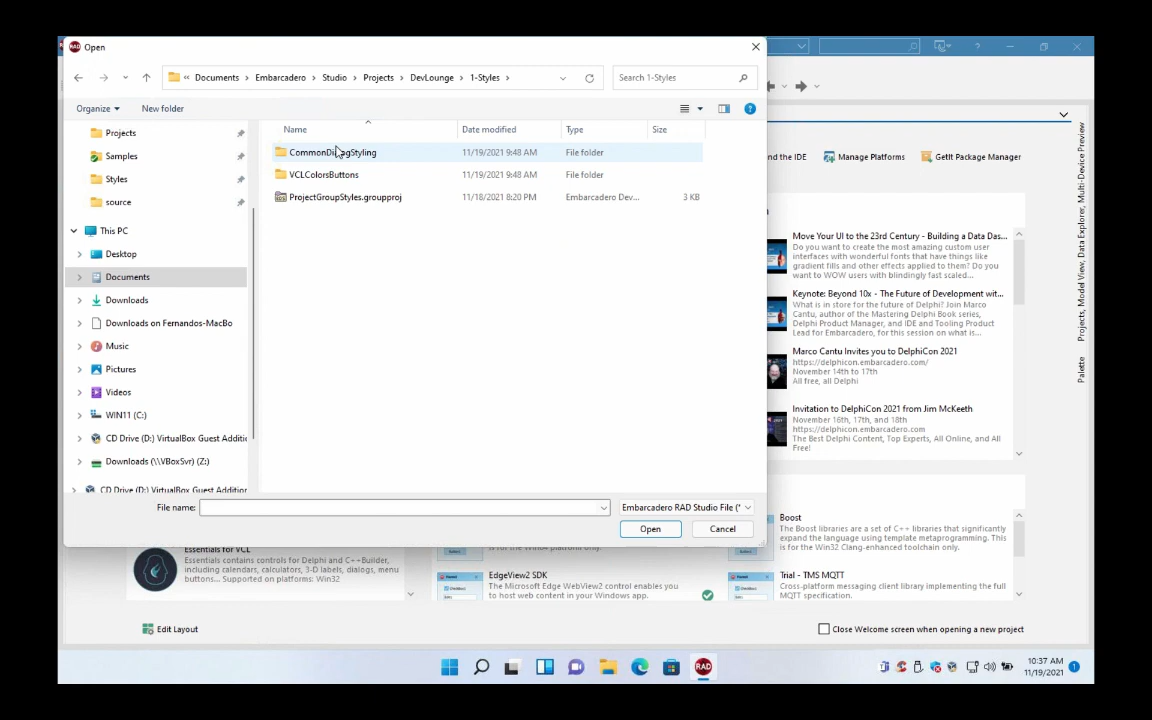 RAD Open
« Documents > Embarcadero > Studio > Projects > DevLounge > 1-Styles >
Search 1-Styles
Organize
New folder
Name
Date modified
Type
Size
Projects
Samples
Styles
source
This PC
Desktop
Documents
Downloads
Downloads on Fernandos-MacBo
Music
Pictures
Videos
WIN11 (C:)
CD Drive (D:) VirtualBox Guest Additic
Downloads (\\VBoxSvr) (Z:)
CD Drive (D:) VirtualBox Guest Addition
11/19/2021 9:48 AM File folder
VCLColorsButtons 11/19/2021 9:48 AM File folder
ProjectGroupStyles.groupproj 11/18/2021 8:20 PM Embarcadero Dev... 3 KB
File name:
Embarcadero RAD Studio File (*
Open
Cancel
nd the IDE
Manage Platforms
GetIt Package Manager
Move Your UI to the 23rd Century - Building a Data Das...
Do you want to create the most amazing custom user
interfaces with wonderful fonts that have things like
gradient fills and other effects applied to them? Do you
want to WOW users with blazingly fast scaled...
Keynote: Beyond 10x - The Future of Development wit...
What is in store for the future of Delphi? Join Marco
Cantu, author of the Mastering Delphi Book series,
Delphi Product Manager, and IDE and Tooling Product
Lead for Embarcadero, for this session on what is...
Marco Cantu Invites you to DelphiCon 2021
https://delphicon.embarcadero.com/
November 14th to 17th
All free, all Delphi
Invitation to DelphiCon 2021 from Jim McKeeth
November 16th, 17th, and 18th
https://delphicon.embarcadero.com
The Best Delphi Content, Top Experts, All Online, and All
Free!
Projects, Model View, Data Explorer, Multi-Device Preview
Palette
Essentials for VCL
Essentials contains controls for Delphi and C++Builder,
including calendars, calculators, 3-D labels, dialogs, menu
buttons... Supported on platforms: Win32
is for the Win64 platform only.
EdgeView2 SDK
The Microsoft Edge WebView2 control enables you
to host web content in your Windows app.
Boost
The Boost libraries are a set of C++ libraries that significantly
expand the language using template metaprogramming. This
is for the Win32 Clang-enhanced toolchain only.
Trial - TMS MQTT
Cross-platform messaging client library implementing the full
MQTT specification.
Edit Layout
Close Welcome screen when opening a new project
RAD
10:37 AM
11/19/2021
1